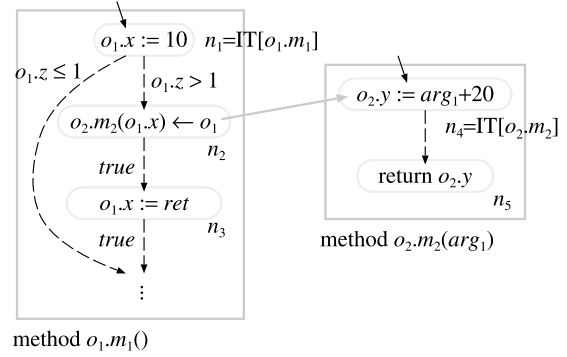 o₁.x := 10
n₁=IT[o₁.m₁]
o₁.z ≤ 1
o₁.z > 1
o₂.m₂(o₁.x) ← o₁
n₂
true
o₁.x := ret
n₃
true
⋮
method o₁.m₁()
o₂.y := arg₁+20
n₄=IT[o₂.m₂]
return o₂.y
n₅
method o₂.m₂(arg₁)